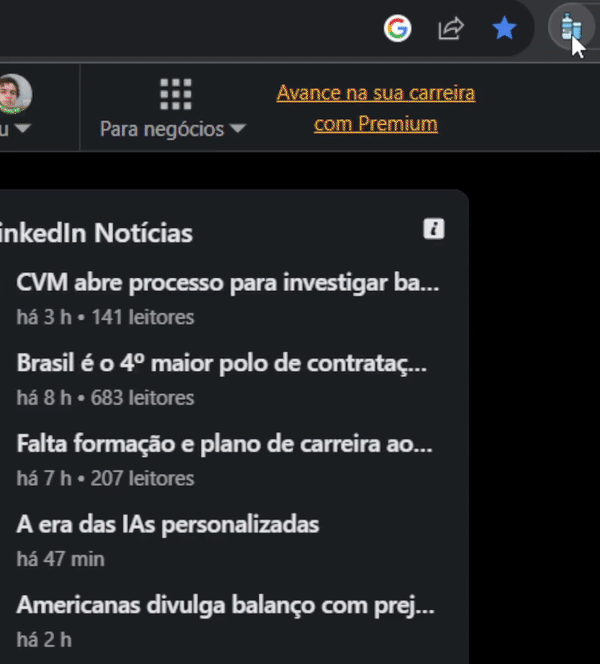 u
Para negócios
Avance na sua carreira
com Premium
inkedIn Notícias
CVM abre processo para investigar ba...
há 3 h • 141 leitores
Brasil é o 4º maior polo de contrataç...
há 8 h • 683 leitores
Falta formação e plano de carreira ao...
há 7 h • 207 leitores
A era das IAs personalizadas
há 47 min
Americanas divulga balanço com prej...
há 2 h